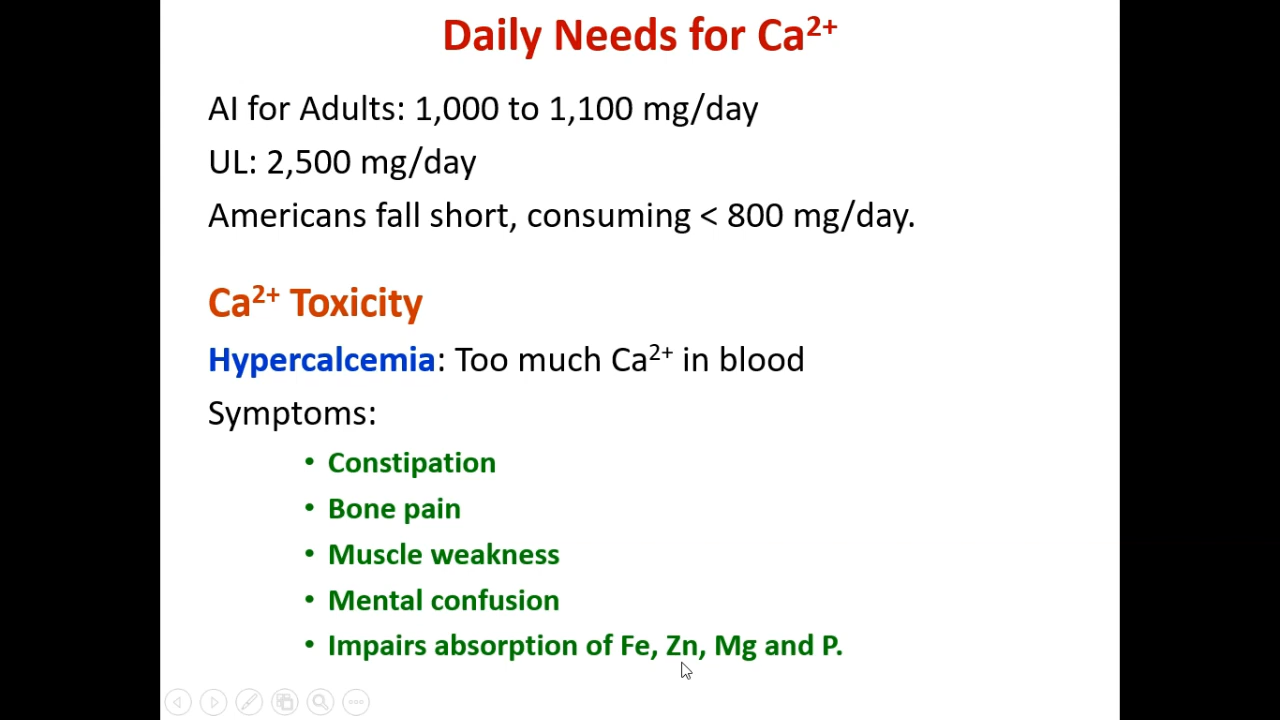 Daily Needs for Ca²⁺
AI for Adults: 1,000 to 1,100 mg/day
UL: 2,500 mg/day
Americans fall short, consuming < 800 mg/day.
Ca²⁺ Toxicity
Hypercalcemia: Too much Ca²⁺ in blood
Symptoms:
• Constipation
• Bone pain
• Muscle weakness
• Mental confusion
• Impairs absorption of Fe, Zn, Mg and P.